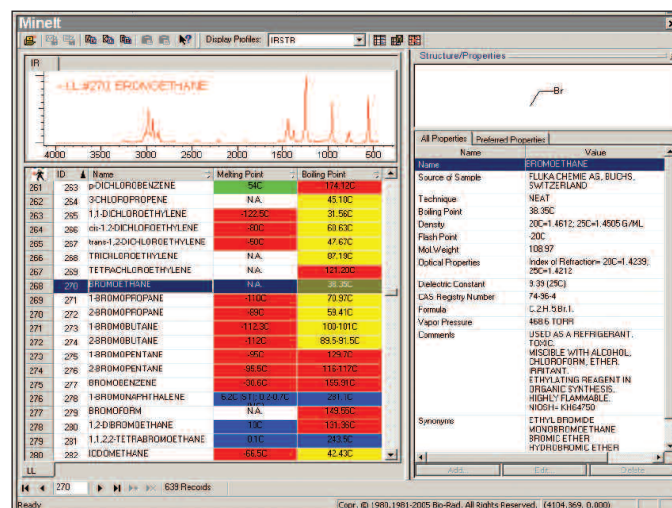 MineIt
Display Profiles: IRSTR
IR
LL #270 BROMOETHANE
4000 3500 3000 2500 2000 1500 1000 500
ID Name Melting Point Boiling Point
261 263 p-DICHLOROBENZENE 54C 174.12C
262 264 3-CHLOROPROPENE N.A. 45.10C
263 265 1,1-DICHLOROETHYLENE -122.5C 31.56C
264 266 cis-1,2-DICHLOROETHYLENE -80C 60.63C
265 267 trans-1,2-DICHLOROETHYLENE -50C 47.67C
266 268 TRICHLOROETHYLENE N.A. 87.19C
267 269 TETRACHLOROETHYLENE N.A. 121.20C
268 270 BROMOETHANE N.A. 38.35C
269 271 1-BROMOPROPANE -110C 70.97C
270 272 2-BROMOPROPANE -89C 59.41C
271 273 1-BROMOBUTANE -112.3C 100-101C
272 274 2-BROMOBUTANE -112C 89.5-91.5C
273 275 1-BROMOPENTANE -95C 129.7C
274 276 2-BROMOPENTANE -95.5C 116-117C
275 277 BROMOBENZENE -30.6C 155.91C
276 278 1-BROMONAPHTHALENE 281.1C
277 279 BROMOFORM N.A. 149.55C
278 280 1,2-DIBROMOETHANE 10C 131.36C
279 281 1,1,2,2-TETRABROMOETHANE 0.1C 243.5C
280 282 IODOMETHANE -66.5C 42.43C
LL
270 639 Records
Ready
Structure/Properties
Br
All Properties Preferred Properties
Name Value
Name BROMOETHANE
Source of Sample FLUKA CHEMIE AG, BUCHS,
SWITZERLAND
Technique NEAT
Boiling Point 38.35C
Density 20C=1.4612; 25C=1.4505 G/ML
Flash Point -20C
Mol.Weight 108.97
Optical Properties Index of Refraction= 20C=1.4239;
25C=1.4212
Dielectric Constant 9.39 (25C)
CAS Registry Number 74-96-4
Formula C.2,H.5,Br.1.
Vapor Pressure 468.6 TORR
Comments USED AS A REFRIGERANT.
TOXIC.
MISCIBLE WITH ALCOHOL,
CHLOROFORM, ETHER.
IRRITANT.
ETHYLATING REAGENT IN
ORGANIC SYNTHESIS.
HIGHLY FLAMMABLE.
NIOSH= KH64750
Synonyms ETHYL BROMIDE
MONOBROMOETHANE
BROMIC ETHER
HYDROBROMIC ETHER
Add... Edit... Delete
Copr. © 1980,1981-2005 Bio-Rad. All Rights Reserved. (4104.369, 0.000)